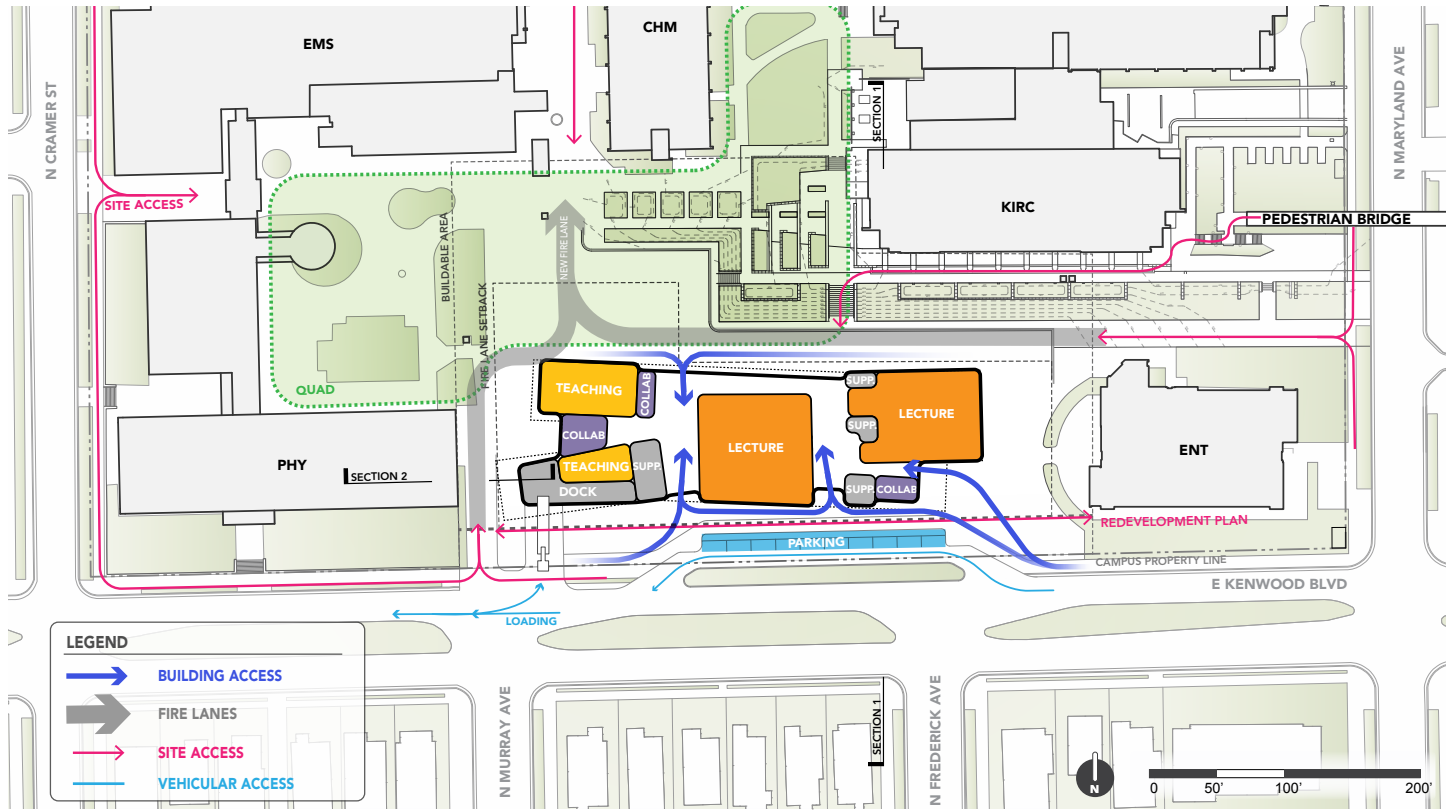 EMS
CHM
N CRAMER ST
N MARYLAND AVE
SECTION 1
SITE ACCESS
KIRC
PEDESTRIAN BRIDGE
BUILDABLE AREA
NEW FIRE LANE
FIRE LANE SETBACK
QUAD
TEACHING
COLLAB
SUPP.
LECTURE
SUPP.
COLLAB
LECTURE
ENT
PHY
SECTION 2
TEACHING
SUPP.
DOCK
SUPP.
COLLAB
REDEVELOPMENT PLAN
PARKING
CAMPUS PROPERTY LINE
E KENWOOD BLVD
LOADING
LEGEND
BUILDING ACCESS
FIRE LANES
SITE ACCESS
VEHICULAR ACCESS
N MURRAY AVE
SECTION 1
N FREDERICK AVE
N
0 50' 100' 200'